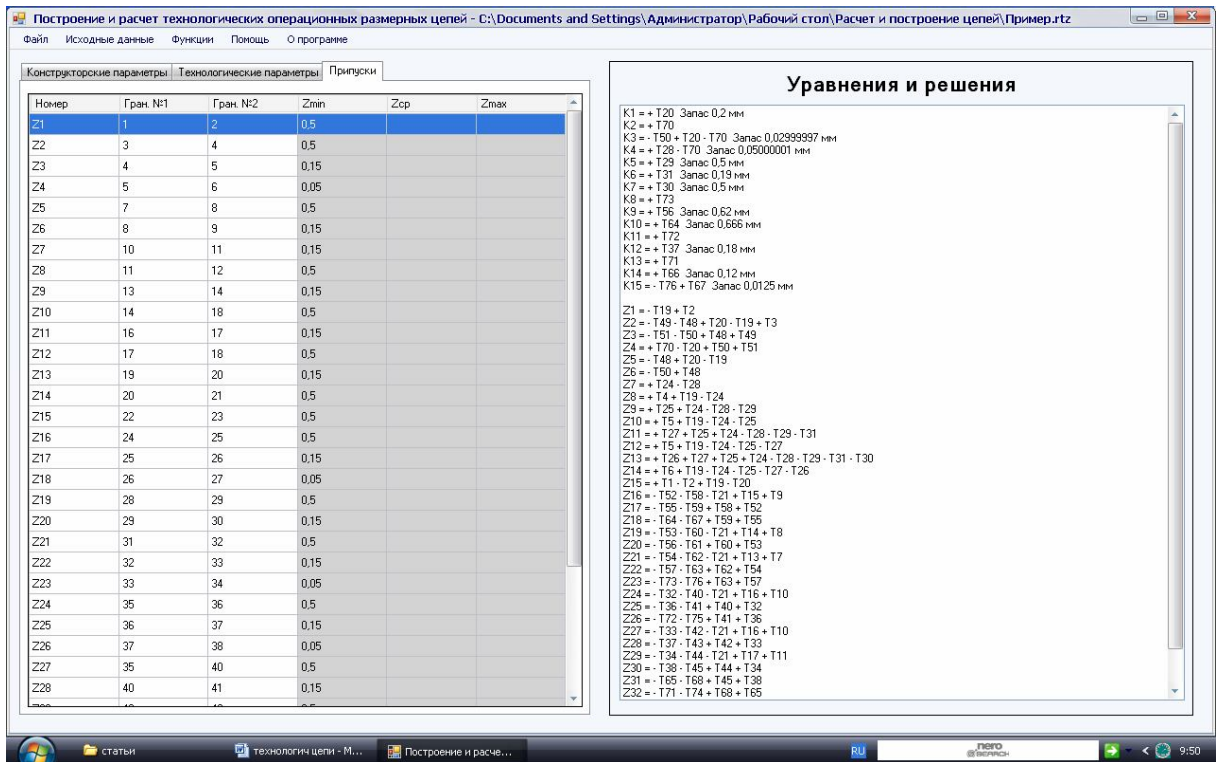 Построение и расчет технологических операционных размерных цепей - C:\Documents and Settings\Администратор\Рабочий стол\Расчет и построение цепей\Пример.rtz
Файл Исходные данные Функции Помощь О программе
Конструкторские параметры Технологические параметры Припуски
Номер Гран. №1 Гран. №2 Zmin Zср Zmax
Z1 1 2 0,5
Z2 3 4 0,5
Z3 4 5 0,15
Z4 5 6 0,05
Z5 7 8 0,5
Z6 8 9 0,15
Z7 10 11 0,15
Z8 11 12 0,5
Z9 13 14 0,15
Z10 14 18 0,5
Z11 16 17 0,15
Z12 17 18 0,5
Z13 19 20 0,15
Z14 20 21 0,5
Z15 22 23 0,5
Z16 24 25 0,5
Z17 25 26 0,15
Z18 26 27 0,05
Z19 28 29 0,5
Z20 29 30 0,15
Z21 31 32 0,5
Z22 32 33 0,15
Z23 33 34 0,05
Z24 35 36 0,5
Z25 36 37 0,15
Z26 37 38 0,05
Z27 35 40 0,5
Z28 40 41 0,15
Уравнения и решения
K1 = + T20 Запас 0,2 мм
K2 = + T70
K3 = - T50 + T20 - T70 Запас 0,02999997 мм
K4 = + T28 - T70 Запас 0,05000001 мм
K5 = + T29 Запас 0,5 мм
K6 = + T31 Запас 0,19 мм
K7 = + T30 Запас 0,5 мм
K8 = + T73
K9 = + T56 Запас 0,62 мм
K10 = + T64 Запас 0,666 мм
K11 = + T72
K12 = + T37 Запас 0,18 мм
K13 = + T71
K14 = + T66 Запас 0,12 мм
K15 = - T76 + T67 Запас 0,0125 мм
Z1 = - T19 + T2
Z2 = - T49 - T48 + T20 - T19 + T3
Z3 = - T51 - T50 + T48 + T49
Z4 = + T70 - T20 + T50 + T51
Z5 = - T48 + T20 - T19
Z6 = - T50 + T48
Z7 = + T24 - T28
Z8 = + T4 + T19 - T24
Z9 = + T25 + T24 - T28 - T29
Z10 = + T5 + T19 - T24 - T25
Z11 = + T27 + T25 + T24 - T28 - T29 - T31
Z12 = + T5 + T19 - T24 - T25 - T27
Z13 = + T26 + T27 + T25 + T24 - T28 - T29 - T31 - T30
Z14 = + T6 + T19 - T24 - T25 - T27 - T26
Z15 = + T1 - T2 + T19 - T20
Z16 = - T52 - T58 - T21 + T15 + T9
Z17 = - T55 - T59 + T58 + T52
Z18 = - T64 - T67 + T59 + T55
Z19 = - T53 - T60 - T21 + T14 + T8
Z20 = - T56 - T61 + T60 + T53
Z21 = - T54 - T62 - T21 + T13 + T7
Z22 = - T57 - T63 + T62 + T54
Z23 = - T73 - T76 + T63 + T57
Z24 = - T32 - T40 - T21 + T16 + T10
Z25 = - T36 - T41 + T40 + T32
Z26 = - T72 - T75 + T41 + T36
Z27 = - T33 - T42 - T21 + T16 + T10
Z28 = - T37 - T43 + T42 + T33
Z29 = - T34 - T44 - T21 + T17 + T11
Z30 = - T38 - T45 + T44 + T34
Z31 = - T65 - T68 + T45 + T38
Z32 = - T71 - T74 + T68 + T65
статьи технологич цепи - M... Построение и расче... RU nero SEARCH 9:50